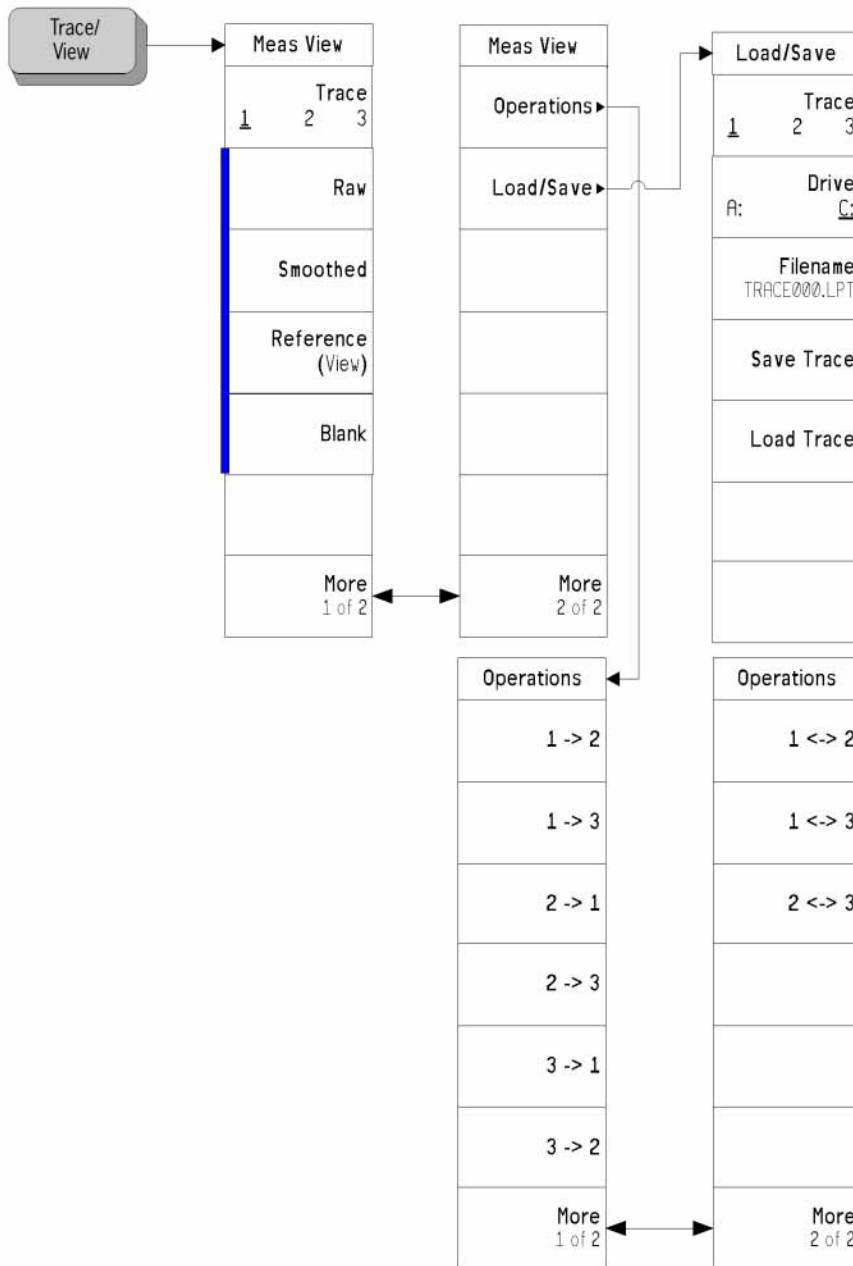 Trace/
View
Meas View
Trace
1 2 3
Raw
Smoothed
Reference
(View)
Blank
More
1 of 2
Meas View
Operations
Load/Save
More
2 of 2
Load/Save
Trace
1 2 3
Drive
A: C:
Filename
TRACE000.LPT
Save Trace
Load Trace
Operations
1 -> 2
1 -> 3
2 -> 1
2 -> 3
3 -> 1
3 -> 2
More
1 of 2
Operations
1 <-> 2
1 <-> 3
2 <-> 3
More
2 of 2